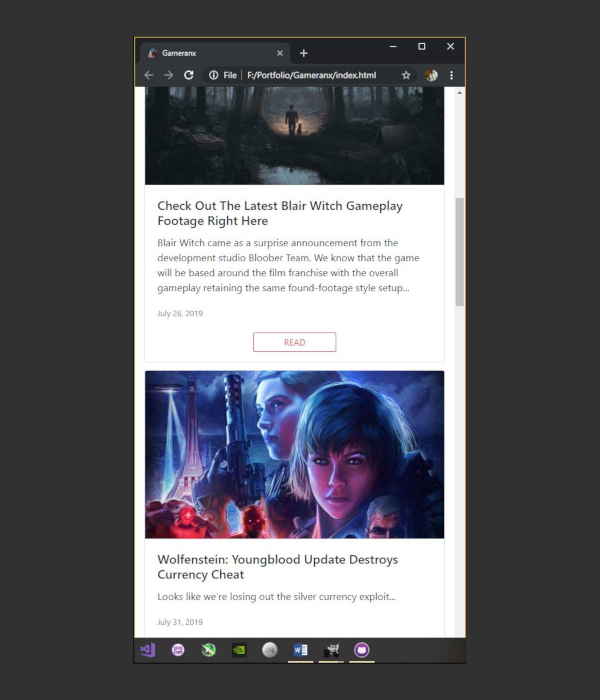 Gameranx
File
F:/Portfolio/Gameranx/index.html
Check Out The Latest Blair Witch Gameplay
Footage Right Here
Blair Witch came as a surprise announcement from the
development studio Bloober Team. We know that the game
will be based around the film franchise with the overall
gameplay retaining the same found-footage style setup...
July 26, 2019
READ
Wolfenstein: Youngblood Update Destroys
Currency Cheat
Looks like we're losing out the silver currency exploit...
July 31, 2019